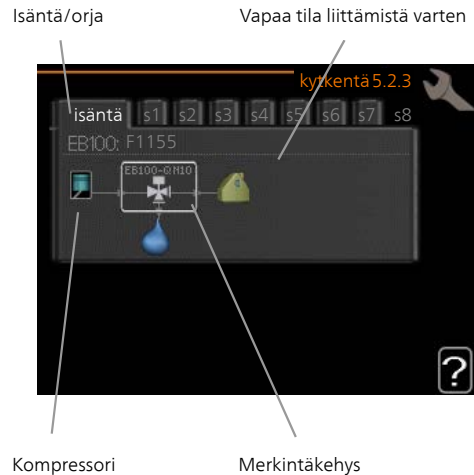 Isäntä/orja
Vapaa tila liittämistä varten
kytkentä 5.2.3
isäntä s1 s2 s3 s4 s5 s6 s7 s8
EB100: F1155
EB100-QN10
?
Kompressori
Merkintäkehys